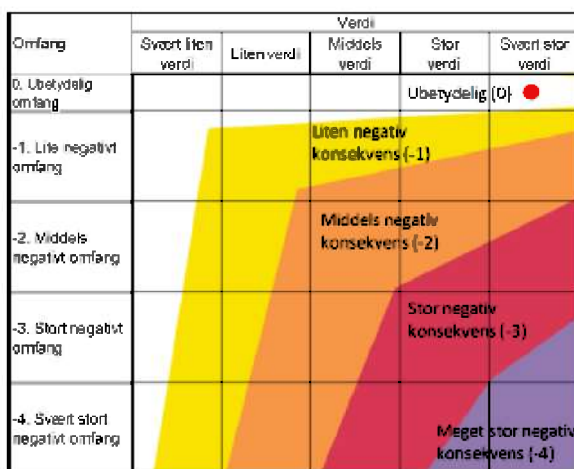 Verdi
Omfang
Svært liten
verdi
Liten verdi
Middels
verdi
Stor
verdi
Svært stor
verdi
0. Ubetydelig
omfang
Ubetydelig (0)
-1. Lite negativt
omfang
Liten negativ
konsekvens (-1)
-2. Middels
negativt omfang
Middels negativ
konsekvens (-2)
-3. Stort negativt
omfang
Stor negativ
konsekvens (-3)
-4. Svært stort
negativt omfang
Meget stor negativ
konsekvens (-4)